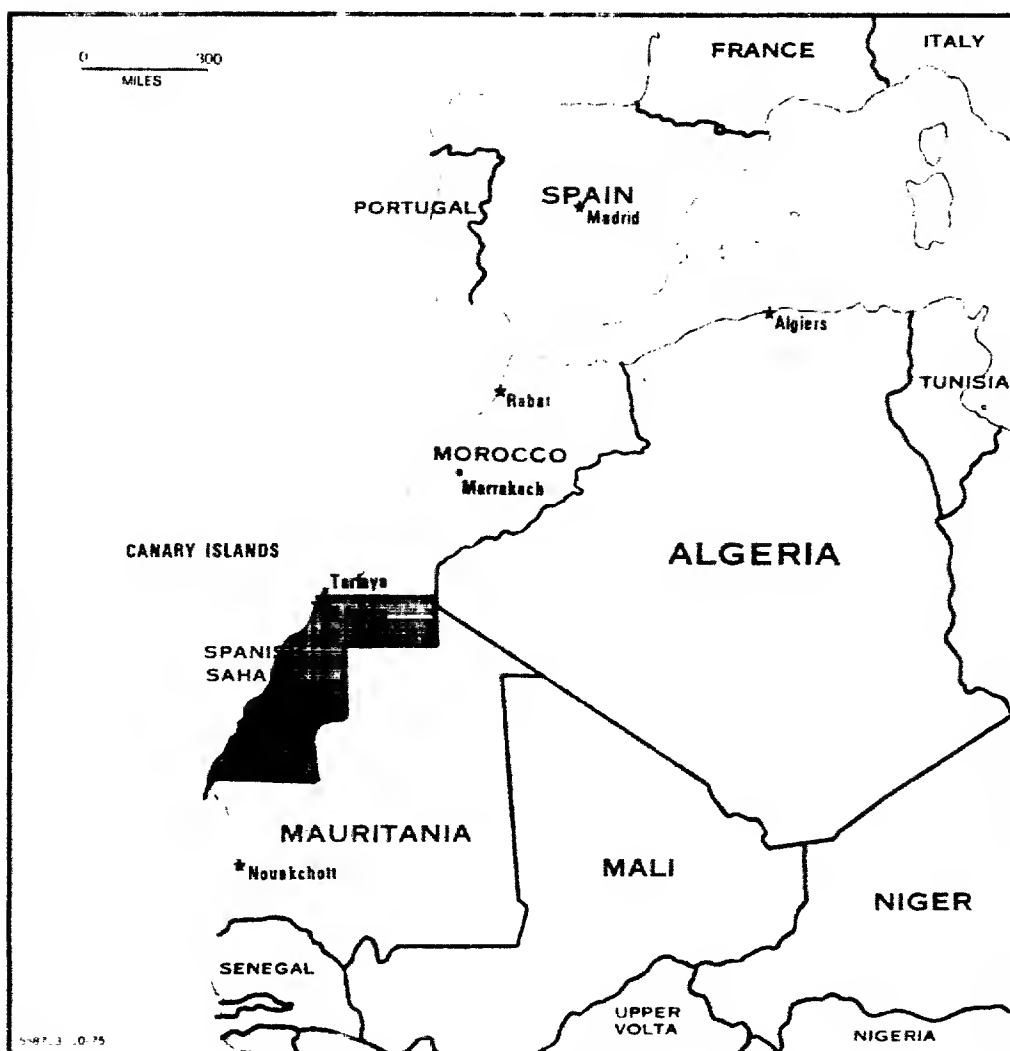 0 300
MILES
FRANCE
ITALY
PORTUGAL
SPAIN
Madrid
Algiers
TUNISIA
Rabat
MOROCCO
Marrakech
ALGERIA
CANARY ISLANDS
Tarfaya
SPANIS
SAHA
MAURITANIA
Nouakchott
MALI
NIGER
SENEGAL
UPPER
VOLTA
NIGERIA